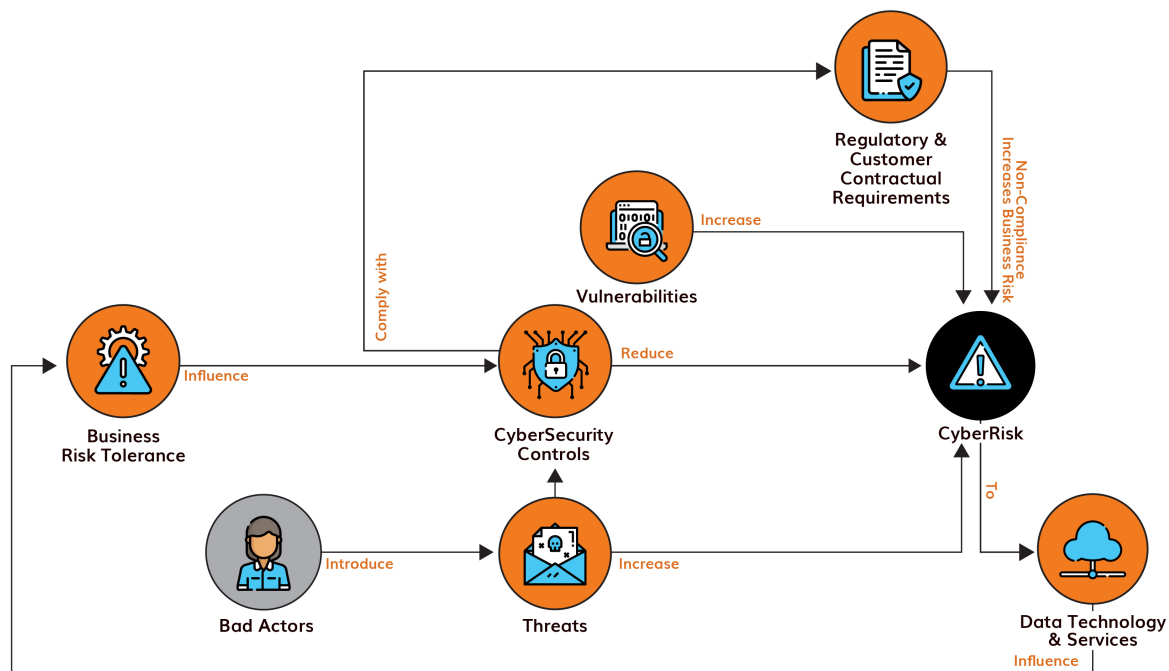 Regulatory &
Customer
Contractual
Requirements
Non-Compliance
Increases Business Risk
Increase
Vulnerabilities
Comply with
Influence
Reduce
Business
Risk Tolerance
CyberSecurity
Controls
CyberRisk
To
Introduce
Increase
Bad Actors
Threats
Data Technology
& Services
Influence